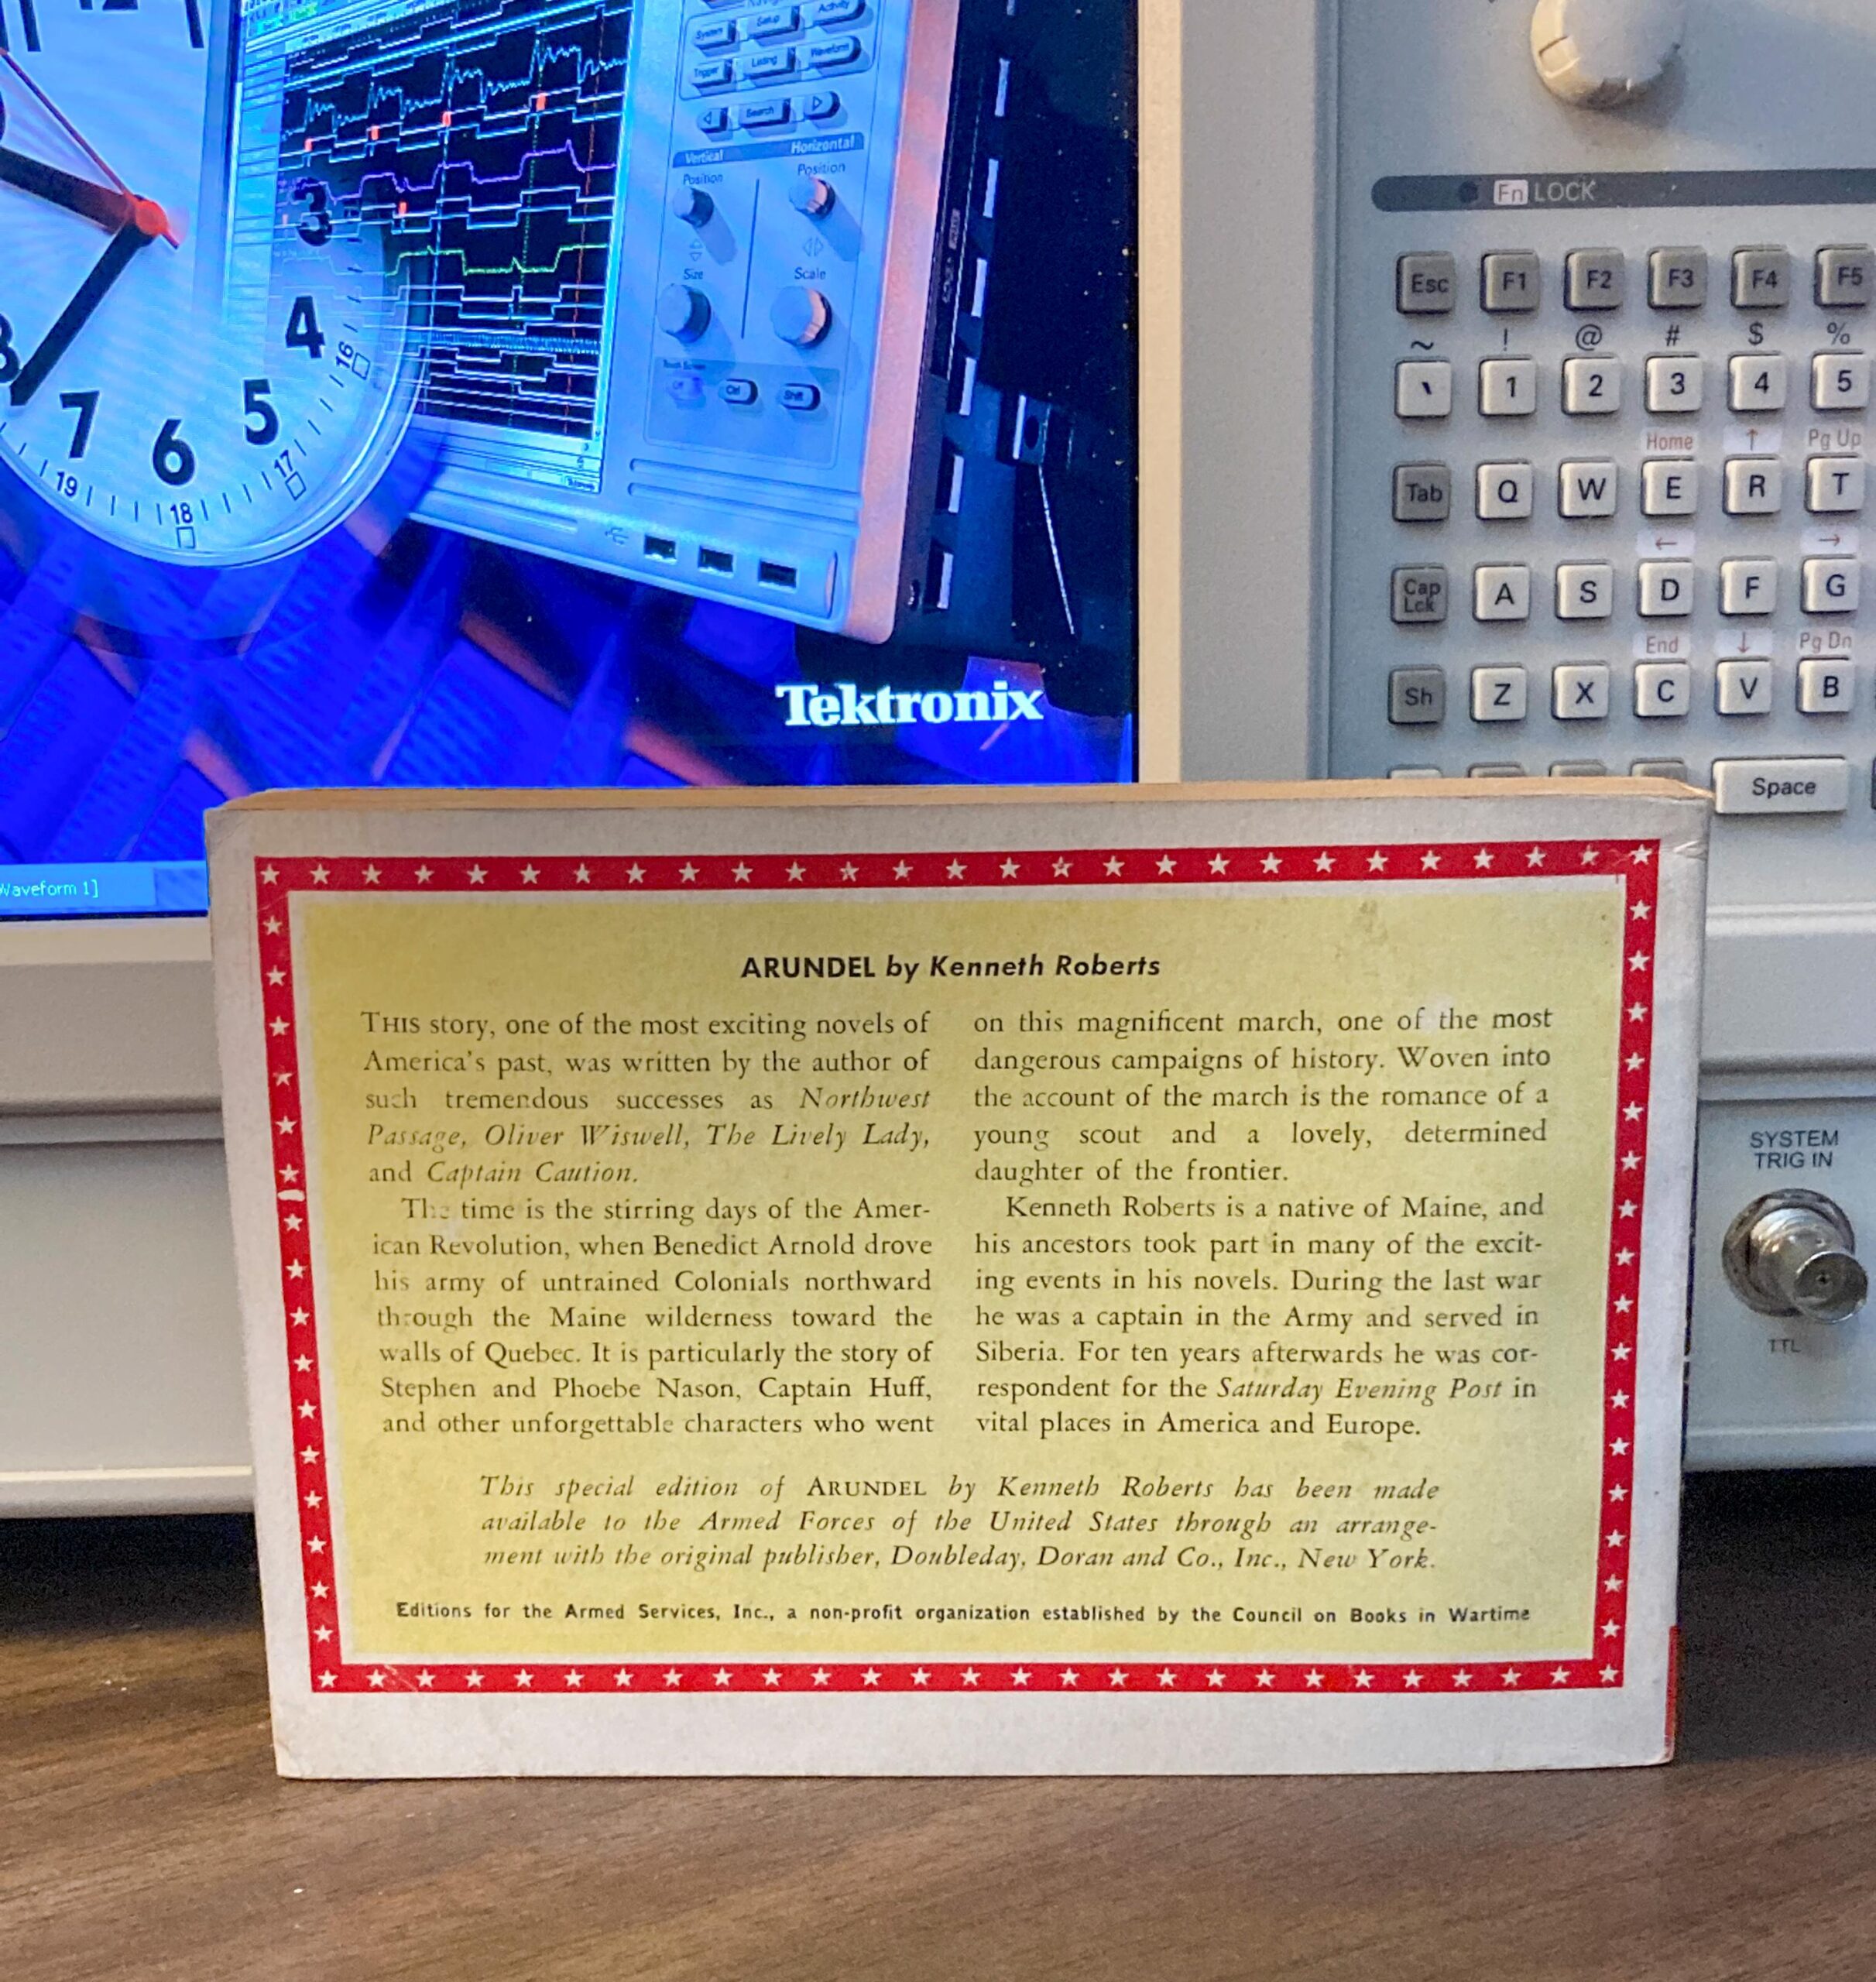 System
Setup
Activity
Trigger
Listing
Waveform
Search
Vertical
Horizontal
Position
Position
Size
Scale
Touch Screen
Off
Ctrl
Shift
12
3
4
5
6
7
8
16
17
18
19
Tektronix
Waveform 1]
Fn LOCK
Esc F1 F2 F3 F4 F5
~ ! @ # $ %
` 1 2 3 4 5
Home ↑ Pg Up
Tab Q W E R T
← →
Cap Lck A S D F G
End ↓ Pg Dn
Sh Z X C V B
Space
SYSTEM
TRIG IN
TTL
ARUNDEL by Kenneth Roberts
THIS story, one of the most exciting novels of
America's past, was written by the author of
such tremendous successes as Northwest
Passage, Oliver Wiswell, The Lively Lady,
and Captain Caution.
The time is the stirring days of the Amer-
ican Revolution, when Benedict Arnold drove
his army of untrained Colonials northward
through the Maine wilderness toward the
walls of Quebec. It is particularly the story of
Stephen and Phoebe Nason, Captain Huff,
and other unforgettable characters who went
on this magnificent march, one of the most
dangerous campaigns of history. Woven into
the account of the march is the romance of a
young scout and a lovely, determined
daughter of the frontier.
Kenneth Roberts is a native of Maine, and
his ancestors took part in many of the excit-
ing events in his novels. During the last war
he was a captain in the Army and served in
Siberia. For ten years afterwards he was cor-
respondent for the Saturday Evening Post in
vital places in America and Europe.
This special edition of ARUNDEL by Kenneth Roberts has been made
available to the Armed Forces of the United States through an arrange-
ment with the original publisher, Doubleday, Doran and Co., Inc., New York.
Editions for the Armed Services, Inc., a non-profit organization established by the Council on Books in Wartime